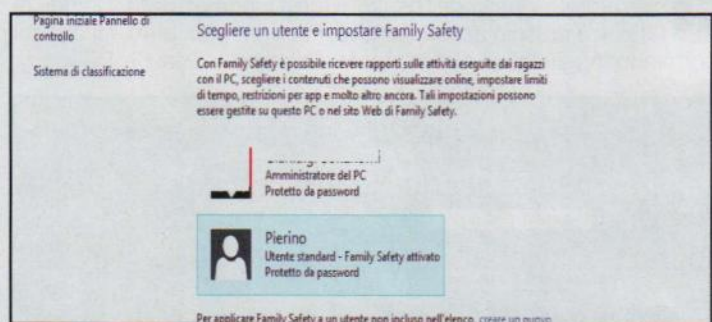 Pagina iniziale Pannello di
controllo
Sistema di classificazione
Scegliere un utente e impostare Family Safety
Con Family Safety è possibile ricevere rapporti sulle attività eseguite dai ragazzi
con il PC, scegliere i contenuti che possono visualizzare online, impostare limiti
di tempo, restrizioni per app e molto altro ancora. Tali impostazioni possono
essere gestite su questo PC o nel sito Web di Family Safety.
Amministratore del PC
Protetto da password
Pierino
Utente standard - Family Safety attivato
Protetto da password
Per applicare Family Safety a un utente non incluso nell'elenco, creare un nuovo